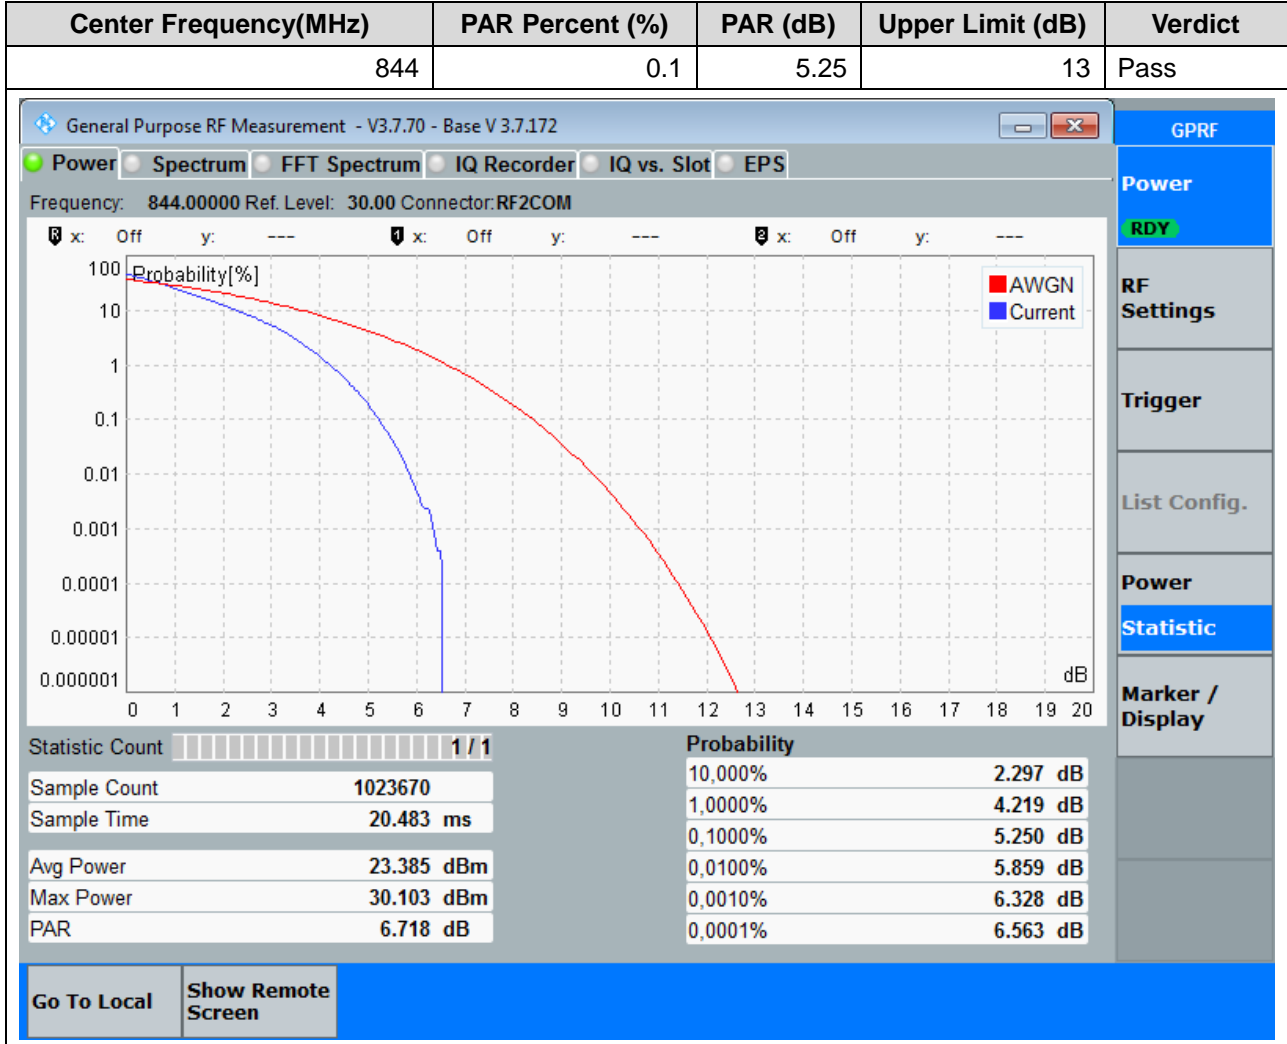 Center Frequency(MHz) PAR Percent (%) PAR (dB) Upper Limit (dB) Verdict
844 0.1 5.25 13 Pass
General Purpose RF Measurement - V3.7.70 - Base V 3.7.172
GPRF
Power Spectrum FFT Spectrum IQ Recorder IQ vs. Slot EPS
Frequency: 844.00000 Ref. Level: 30.00 Connector:RF2COM
R x: Off y: --- 1 x: Off y: --- 2 x: Off y: ---
Probability[%]
AWGN
Current
100
10
1
0.1
0.01
0.001
0.0001
0.00001
0.000001
dB
0 1 2 3 4 5 6 7 8 9 10 11 12 13 14 15 16 17 18 19 20
Statistic Count 1 / 1
Sample Count 1023670
Sample Time 20.483 ms
Avg Power 23.385 dBm
Max Power 30.103 dBm
PAR 6.718 dB
Probability
10,000% 2.297 dB
1,0000% 4.219 dB
0,1000% 5.250 dB
0,0100% 5.859 dB
0,0010% 6.328 dB
0,0001% 6.563 dB
Power
RDY
RF
Settings
Trigger
List Config.
Power
Statistic
Marker /
Display
Go To Local
Show Remote
Screen